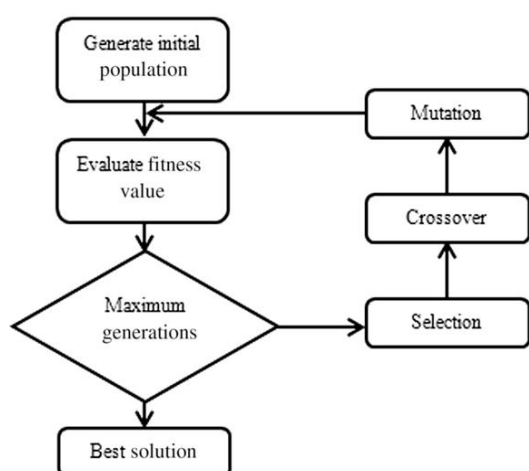 Generate initial
population
Evaluate fitness
value
Maximum
generations
Best solution
Selection
Crossover
Mutation